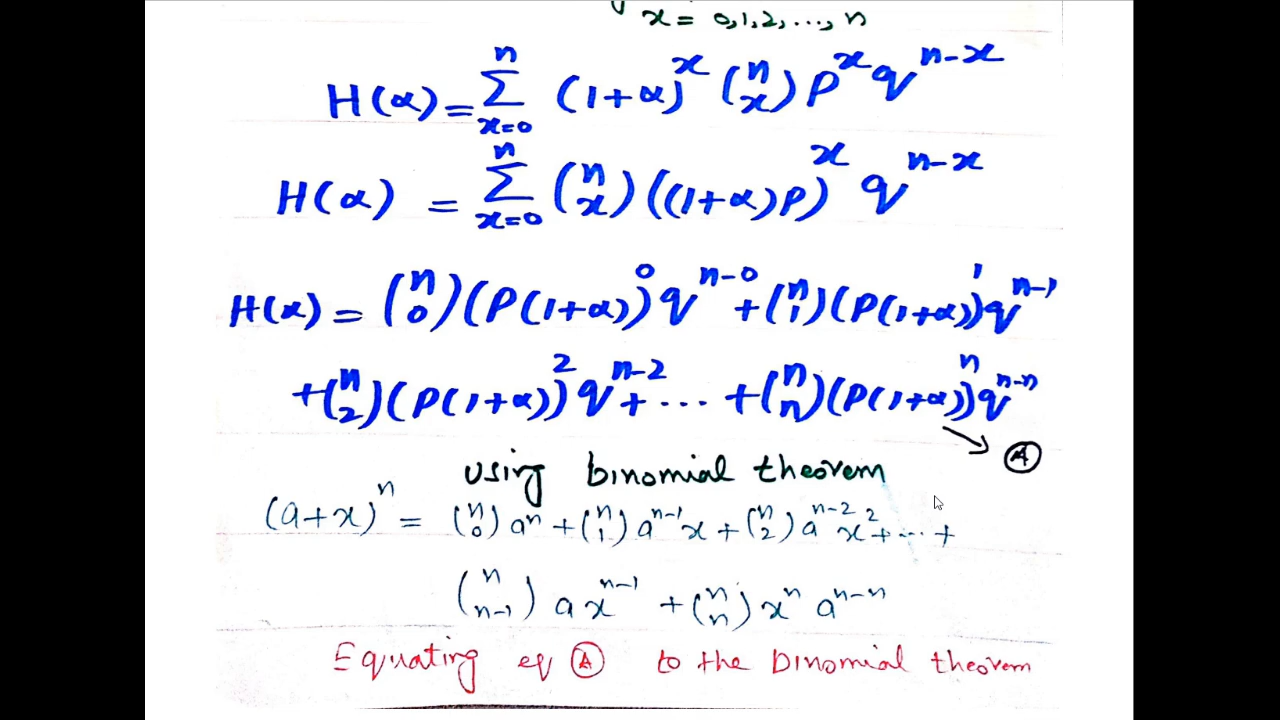 x = 0,1,2,...,n
H(α) = Σ_{x=0}^{n} (1+α)^x (n x) p^x q^{n-x}
H(α) = Σ_{x=0}^{n} (n x) ((1+α)p)^x q^{n-x}
H(α) = (n 0)(P(1+α))^0 q^{n-0} + (n 1)(P(1+α))^1 q^{n-1}
+(n 2)(P(1+α))^2 q^{n-2} + ... + (n n)(P(1+α))^n q^{n-n}
→ Ⓐ
using binomial theorem
(a+x)^n = (n 0) a^n + (n 1) a^{n-1} x + (n 2) a^{n-2} x^2 + ... +
(n n-1) a x^{n-1} + (n n) x^n a^{n-n}
Equating eq Ⓐ to the binomial theorem